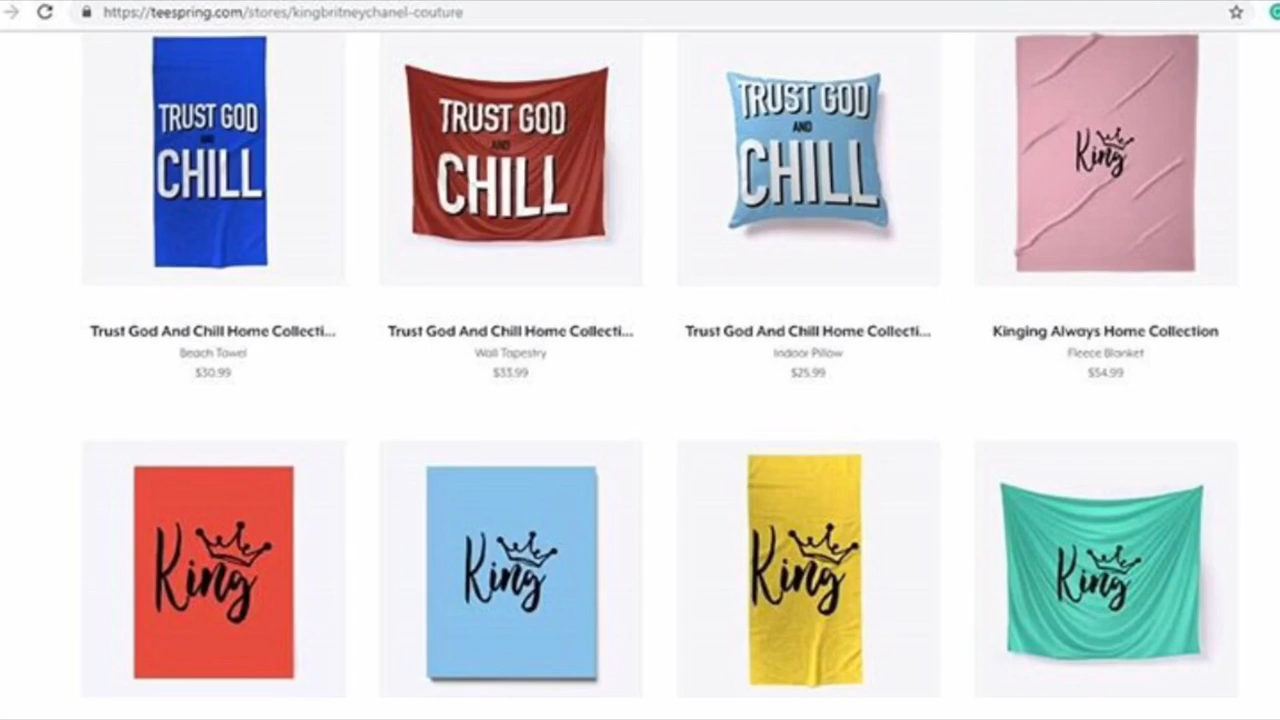 https://teespring.com/stores/kingbritneychanel-couture
TRUST GOD
AND
CHILL
TRUST GOD
AND
CHILL
TRUST GOD
AND
CHILL
King
Trust God And Chill Home Collecti...
Trust God And Chill Home Collecti...
Trust God And Chill Home Collecti...
Kinging Always Home Collection
Beach Towel
Wall Tapestry
Indoor Pillow
Fleece Blanket
$30.99
$33.99
$25.99
$54.99
King
King
King
King